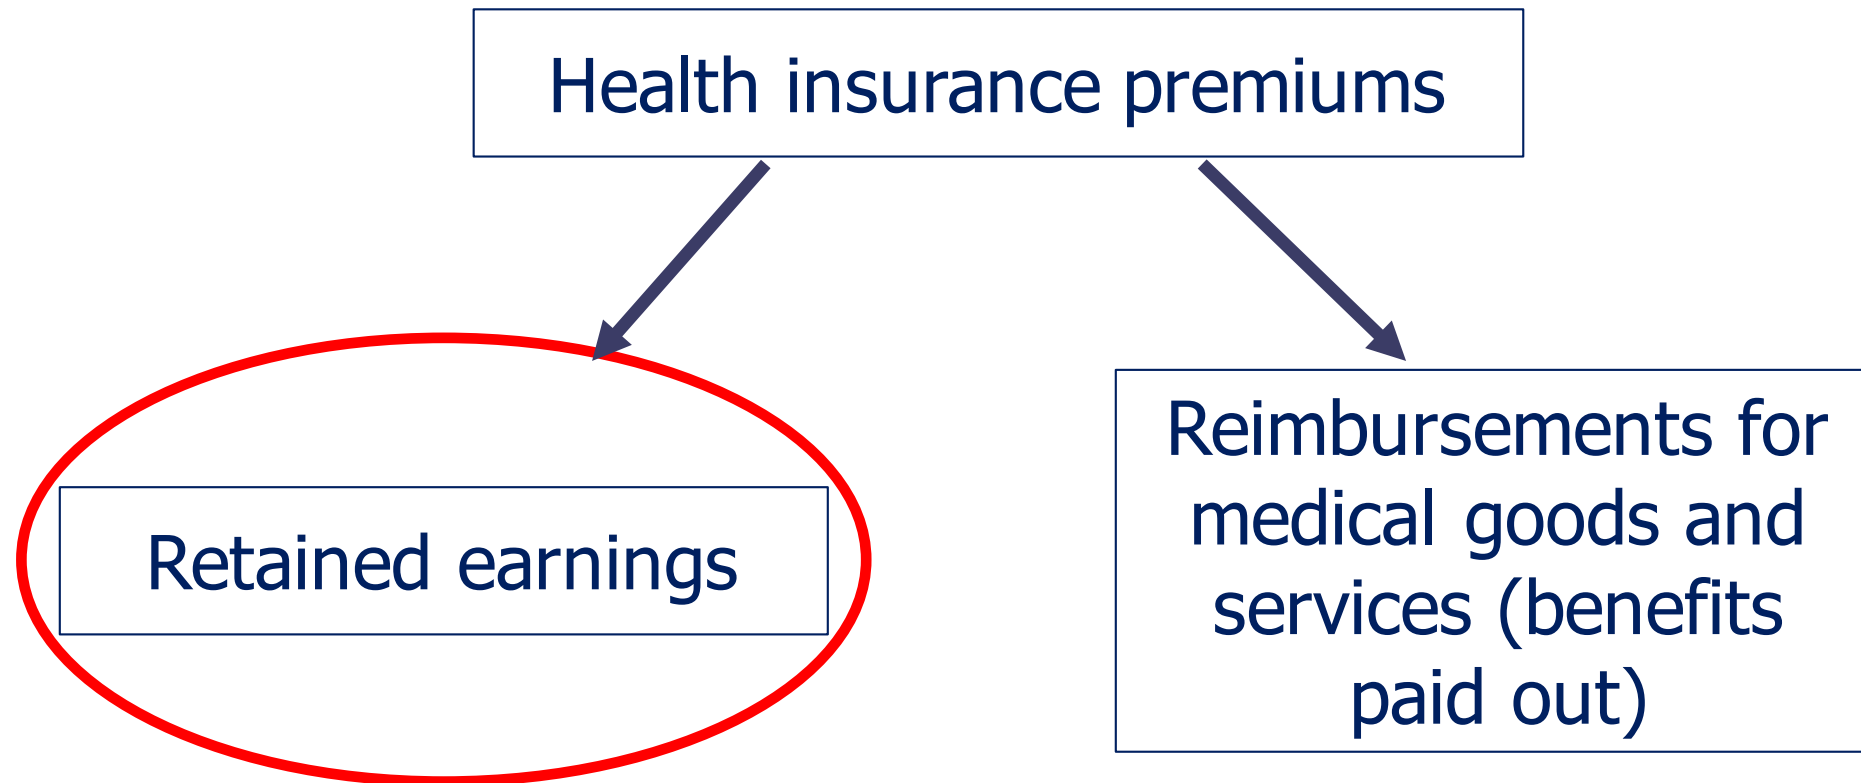 Health insurance premiums
Retained earnings
Reimbursements for
medical goods and
services (benefits
paid out)